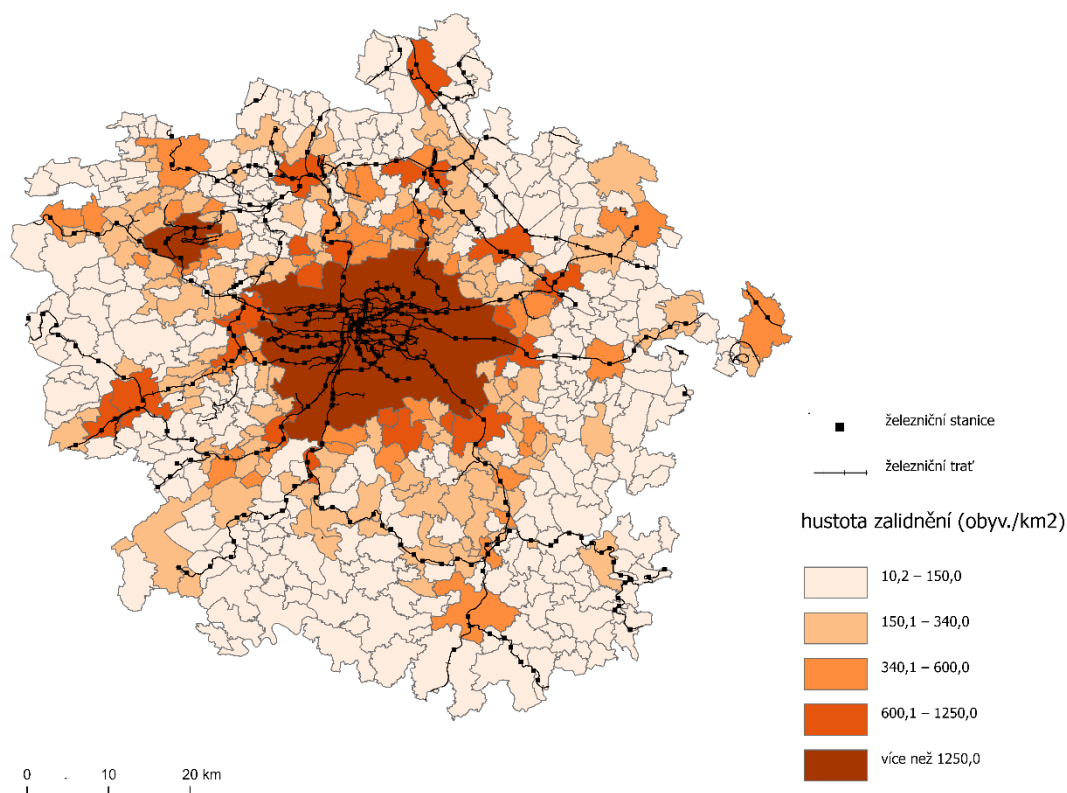 železniční stanice
železniční trať
hustota zalidnění (obyv./km2)
10,2 – 150,0
150,1 – 340,0
340,1 – 600,0
600,1 – 1250,0
více než 1250,0
0 10 20 km